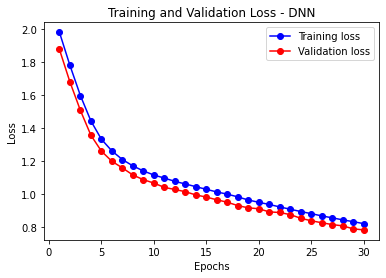 Training and Validation Loss - DNN
Training loss
Validation loss
Loss
2.0
1.8
1.6
1.4
1.2
1.0
0.8
0
5
10
15
20
25
30
Epochs